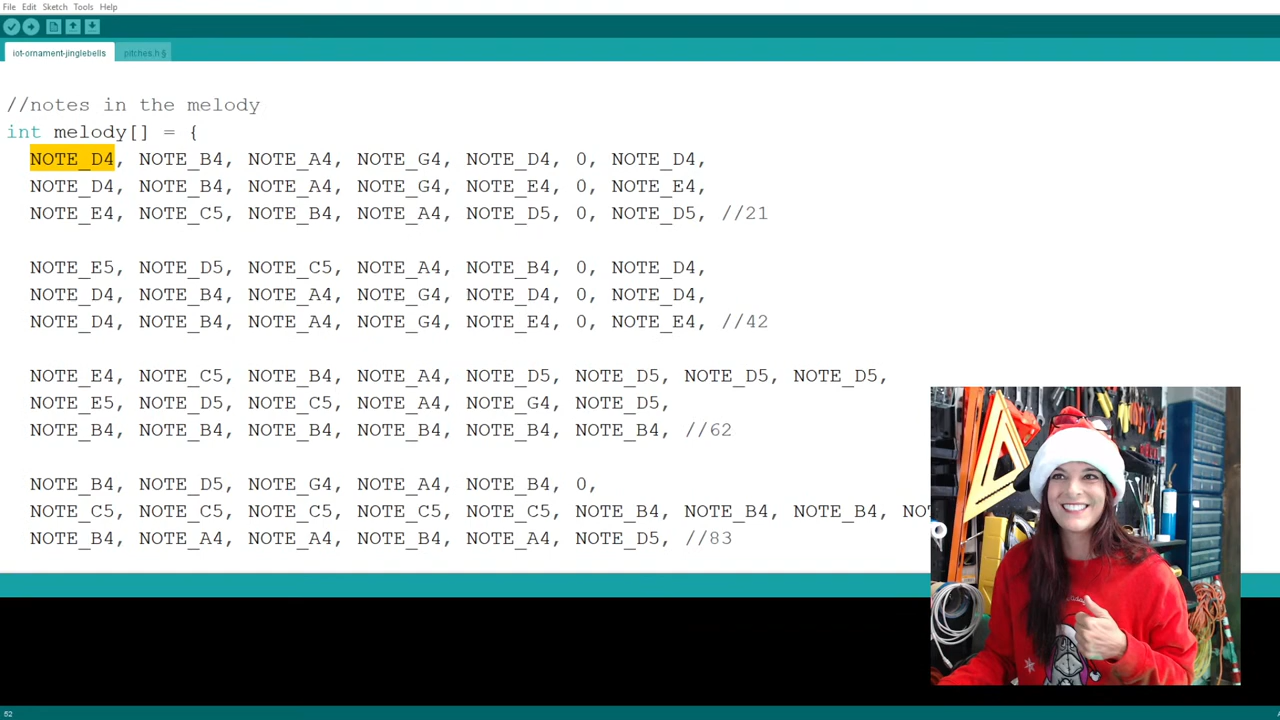 File Edit Sketch Tools Help
iot-ornament-jinglebells pitches.h §
//notes in the melody
int melody[] = {
NOTE_D4, NOTE_B4, NOTE_A4, NOTE_G4, NOTE_D4, 0, NOTE_D4,
NOTE_D4, NOTE_B4, NOTE_A4, NOTE_G4, NOTE_E4, 0, NOTE_E4,
NOTE_E4, NOTE_C5, NOTE_B4, NOTE_A4, NOTE_D5, 0, NOTE_D5, //21
NOTE_E5, NOTE_D5, NOTE_C5, NOTE_A4, NOTE_B4, 0, NOTE_D4,
NOTE_D4, NOTE_B4, NOTE_A4, NOTE_G4, NOTE_D4, 0, NOTE_D4,
NOTE_D4, NOTE_B4, NOTE_A4, NOTE_G4, NOTE_E4, 0, NOTE_E4, //42
NOTE_E4, NOTE_C5, NOTE_B4, NOTE_A4, NOTE_D5, NOTE_D5, NOTE_D5, NOTE_D5,
NOTE_E5, NOTE_D5, NOTE_C5, NOTE_A4, NOTE_G4, NOTE_D5,
NOTE_B4, NOTE_B4, NOTE_B4, NOTE_B4, NOTE_B4, NOTE_B4, //62
NOTE_B4, NOTE_D5, NOTE_G4, NOTE_A4, NOTE_B4, 0,
NOTE_C5, NOTE_C5, NOTE_C5, NOTE_C5, NOTE_C5, NOTE_B4, NOTE_B4, NOTE_B4,
NOTE_B4, NOTE_A4, NOTE_A4, NOTE_B4, NOTE_A4, NOTE_D5, //83
52